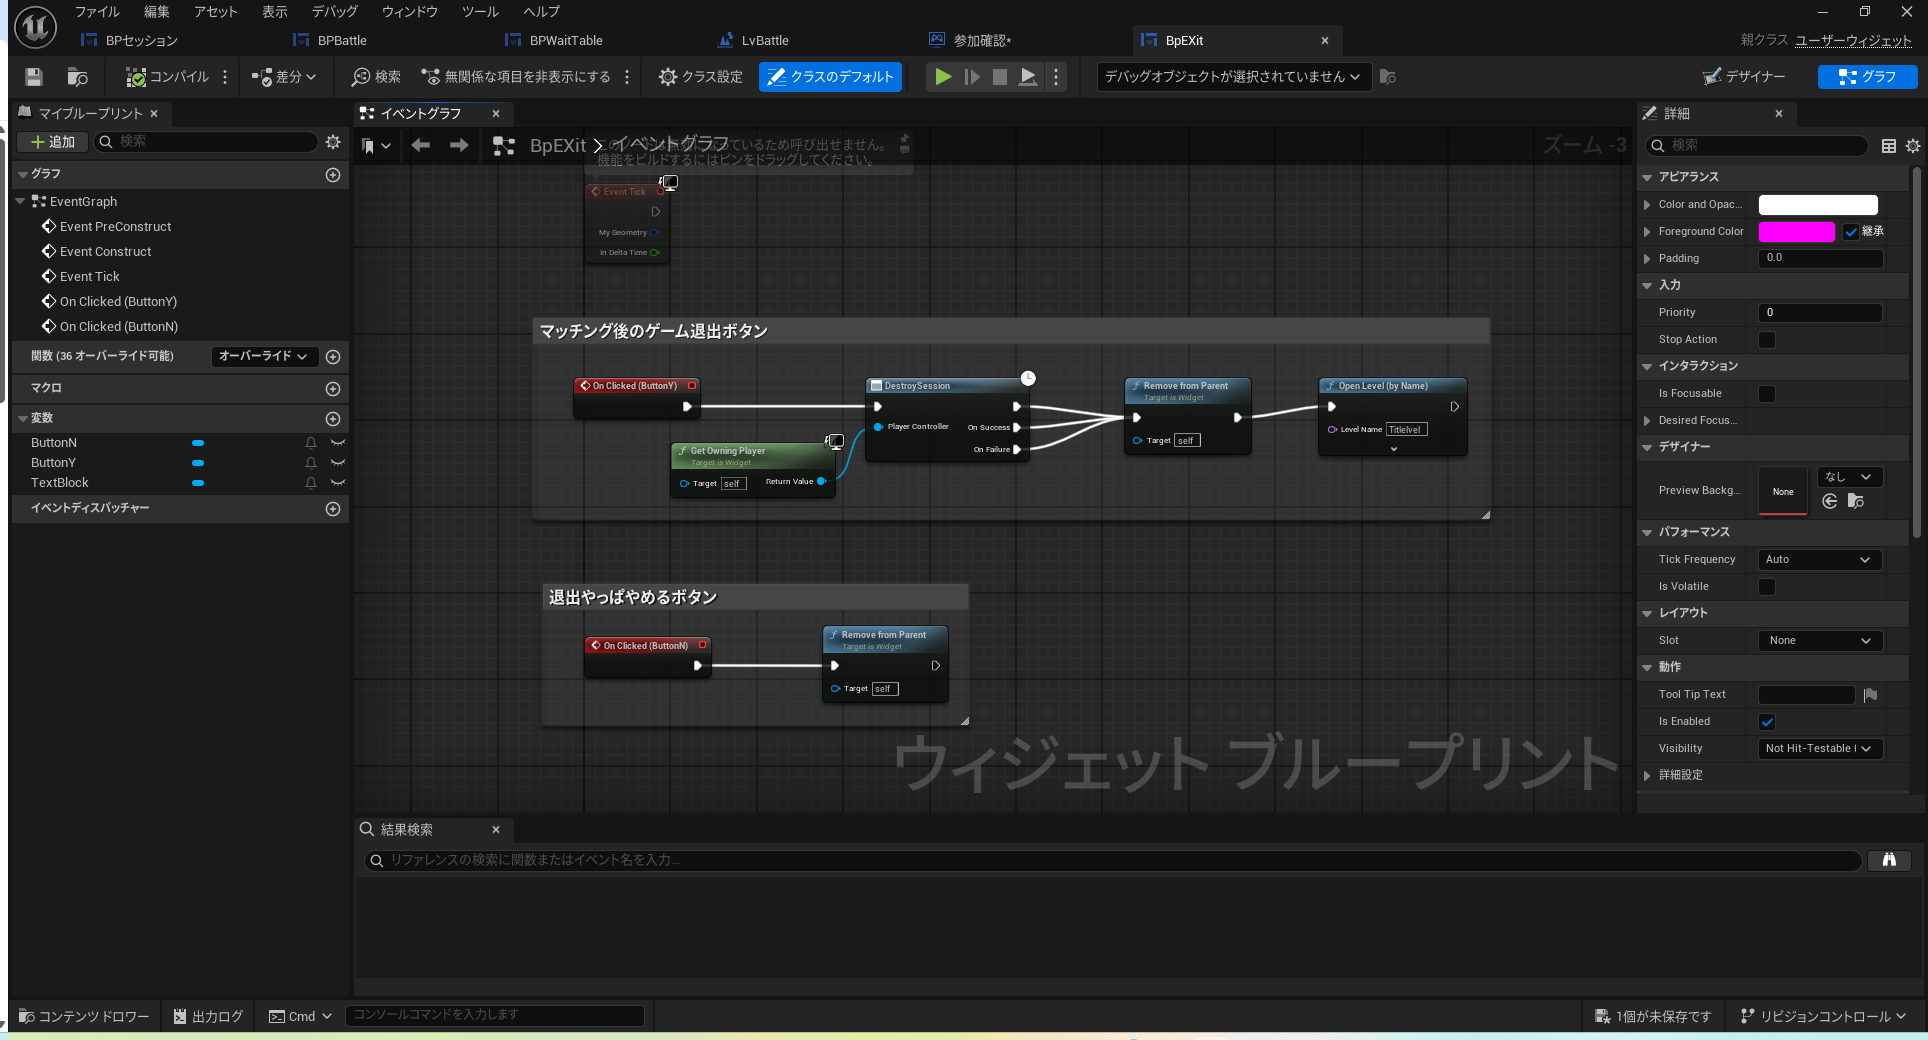 ファイル
編集
アセット
表示
デバッグ
ウィンドウ
ツール
ヘルプ
BPセッション
BPBattle
BPWaitTable
LvBattle
参加確認*
BpEXit
親クラス ユーザーウィジェット
コンパイル
差分
検索
無関係な項目を非表示にする
クラス設定
クラスのデフォルト
デバッグオブジェクトが選択されていません
デザイナー
グラフ
マイブループリント
追加
検索
グラフ
EventGraph
Event PreConstruct
Event Construct
Event Tick
On Clicked (ButtonY)
On Clicked (ButtonN)
関数 (36 オーバーライド可能)
オーバーライド
マクロ
変数
ButtonN
ButtonY
TextBlock
イベントディスパッチャー
イベントグラフ
BpEXit
イベントグラフ
ズーム -3
機能をビルドするにはピンをドラッグしてください。
Event Tick
My Geometry
In Delta Time
マッチング後のゲーム退出ボタン
On Clicked (ButtonY)
Get Owning Player
Target is Widget
Target self
Return Value
DestroySession
Player Controller
On Success
On Failure
Remove from Parent
Target is Widget
Target self
Open Level (by Name)
Level Name Titlelvel
退出やっぱやめるボタン
On Clicked (ButtonN)
Remove from Parent
Target is Widget
Target self
ウィジェット ブループリント
結果検索
リファレンスの検索に関数またはイベント名を入力...
詳細
検索
アピアランス
Color and Opac...
Foreground Color
継承
Padding
0.0
入力
Priority
0
Stop Action
インタラクション
Is Focusable
Desired Focus...
デザイナー
Preview Backg...
None
なし
パフォーマンス
Tick Frequency
Auto
Is Volatile
レイアウト
Slot
None
動作
Tool Tip Text
Is Enabled
Visibility
Not Hit-Testable (
詳細設定
コンテンツ ドロワー
出力ログ
Cmd
コンソールコマンドを入力します
1個が未保存です
リビジョンコントロール